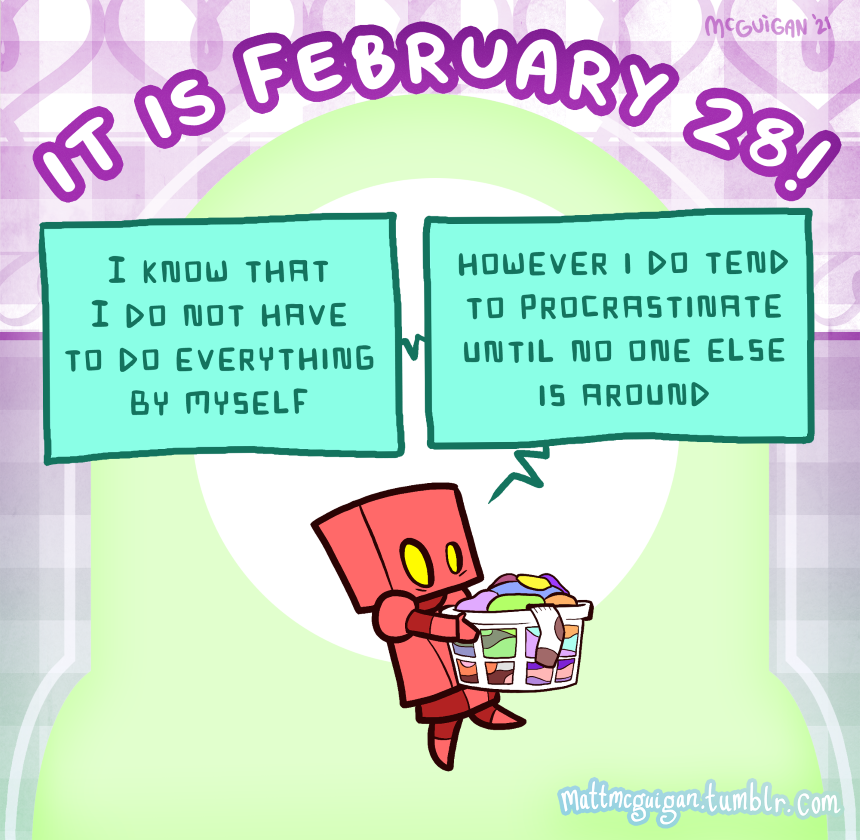 McGUiGAN '21
IT IS FEBRUARY 28!
I KNOW THAT
I DO NOT HAVE
TO DO EVERYTHING
BY MYSELF
HOWEVER I DO TEND
TO PROCRASTINATE
UNTIL NO ONE ELSE
IS AROUND
mattmcguigan.tumblr.com